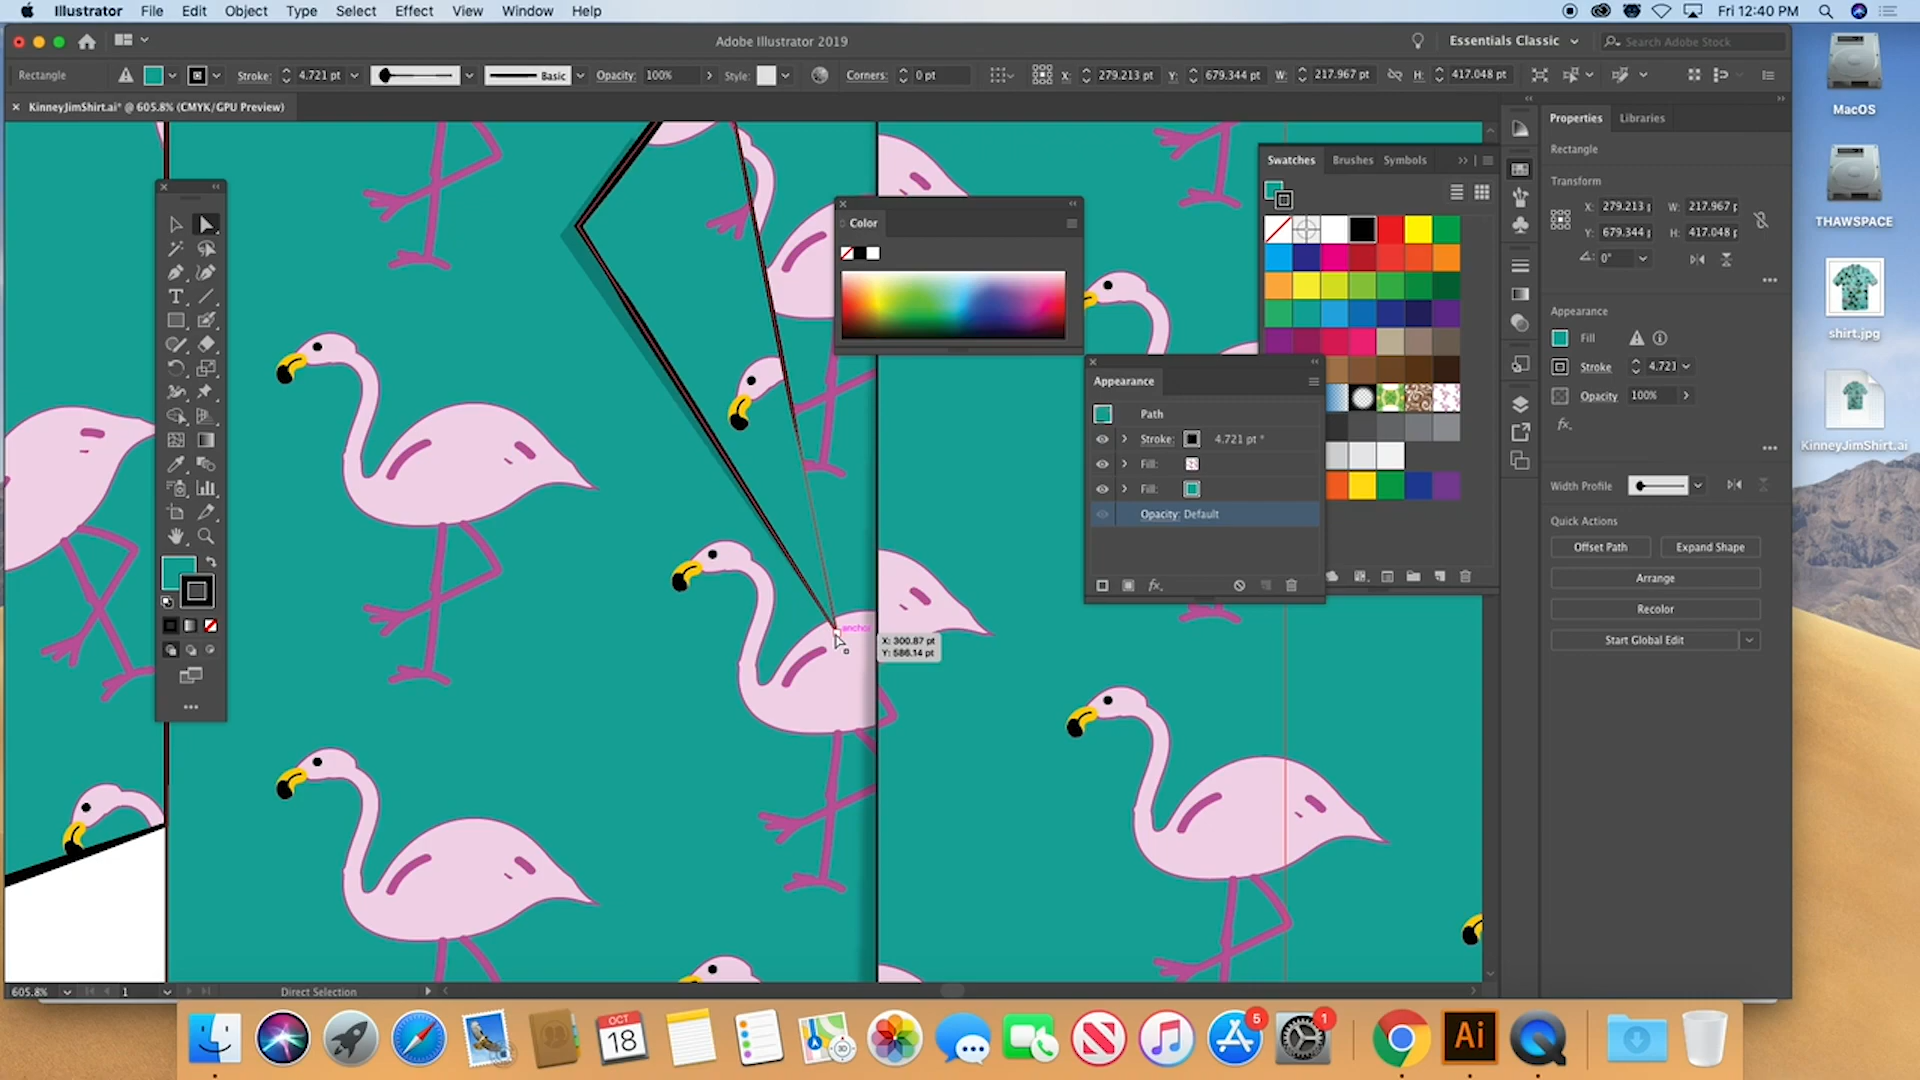 Illustrator File Edit Object Type Select Effect View Window Help
Fri 12:40 PM
Adobe Illustrator 2019
Essentials Classic
Search Adobe Stock
Rectangle
Stroke: 4.721 pt
Basic
Opacity: 100%
Style:
Corners: 0 pt
X: 279.213 pt
Y: 679.344 pt
W: 217.967 pt
H: 417.048 pt
KinneyJimShirt.ai* @ 605.8% (CMYK/GPU Preview)
Properties
Libraries
Rectangle
Transform
X: 279.213
W: 217.967
Y: 679.344
H: 417.048
0°
Appearance
Fill
Stroke 4.721
Opacity 100%
fx.
Width Profile
Quick Actions
Offset Path
Expand Shape
Arrange
Recolor
Start Global Edit
Swatches
Brushes
Symbols
Color
Appearance
Path
Stroke: 4.721 pt *
Fill:
Fill:
Opacity: Default
fx.
X: 300.87 pt
Y: 586.14 pt
605.8%
1
Direct Selection
MacOS
THAWSPACE
shirt.jpg
KinneyJimShirt.ai
OCT
18
3D
5
1
Ai